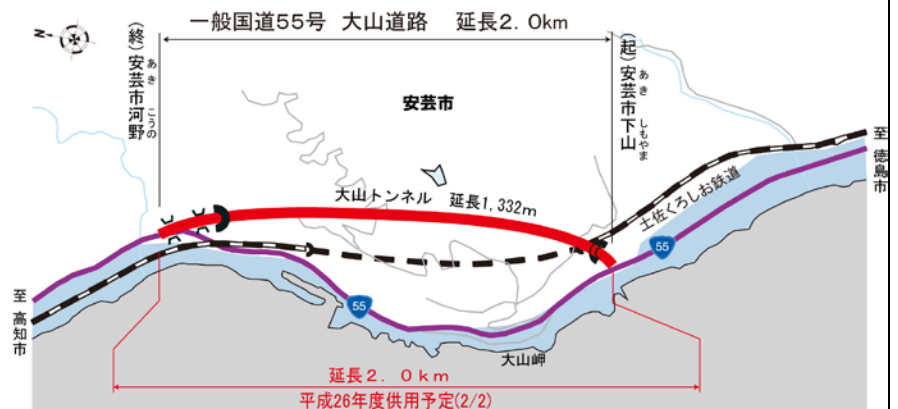 一般国道55号 大山道路 延長2.0km
N
(終)安芸市河野
あき こうの
安芸市
(起)安芸市下山
あき しもやま
至 徳島市
土佐くろしお鉄道
大山トンネル 延長1,332m
55
55
至 高知市
大山岬
延長2.0km
平成26年度供用予定(2/2)